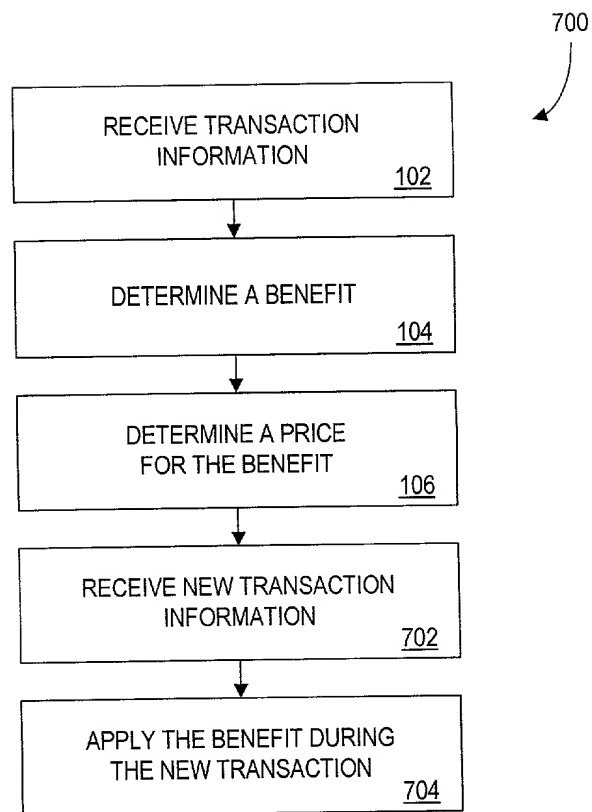 700
RECEIVE TRANSACTION
INFORMATION
102
DETERMINE A BENEFIT
104
DETERMINE A PRICE
FOR THE BENEFIT
106
RECEIVE NEW TRANSACTION
INFORMATION
702
APPLY THE BENEFIT DURING
THE NEW TRANSACTION
704